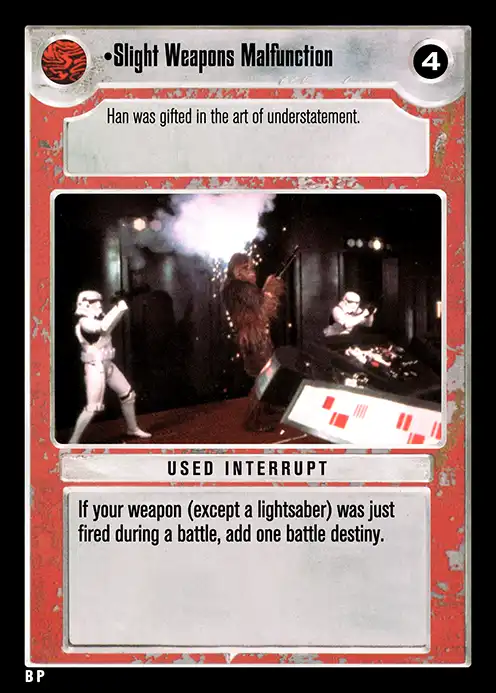 •Slight Weapons Malfunction
4
Han was gifted in the art of understatement.
USED INTERRUPT
If your weapon (except a lightsaber) was just
fired during a battle, add one battle destiny.
B P